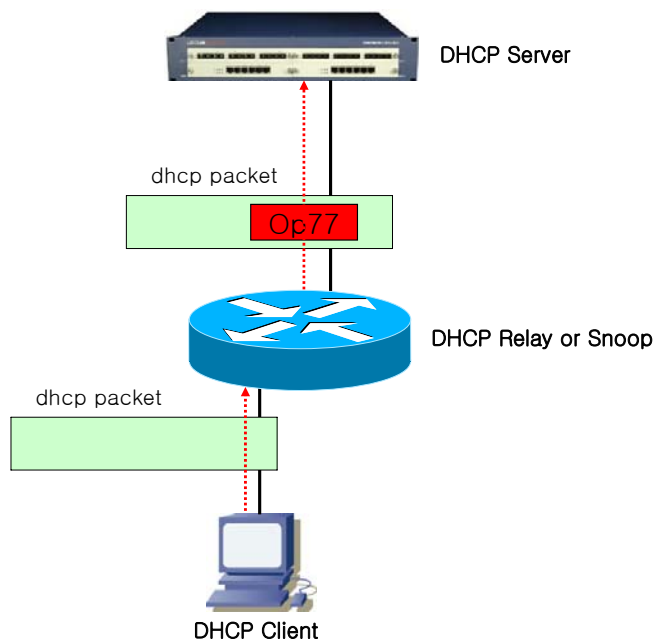 DHCP Server
dhcp packet
Op77
DHCP Relay or Snoop
dhcp packet
DHCP Client